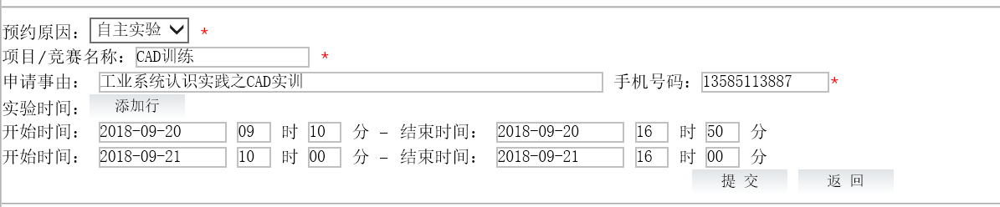 预约原因： 自主实验 *
项目/竞赛名称： CAD训练 *
申请事由： 工业系统认识实践之CAD实训 手机号码： 13585113887 *
实验时间： 添加行
开始时间： 2018-09-20 09 时 10 分 － 结束时间： 2018-09-20 16 时 50 分
开始时间： 2018-09-21 10 时 00 分 － 结束时间： 2018-09-21 16 时 00 分
提 交 返 回